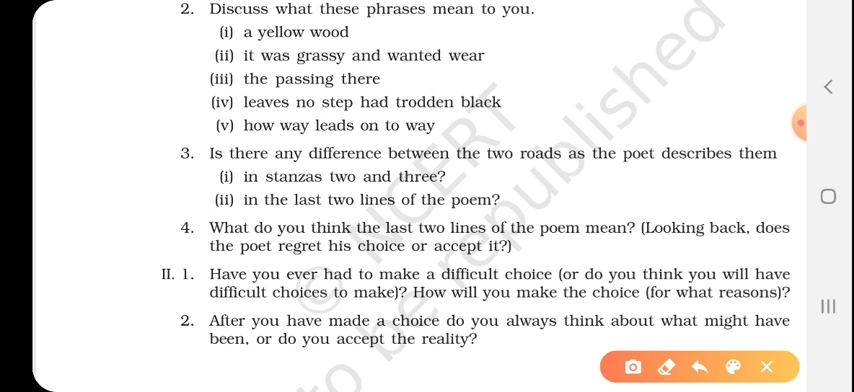 2. Discuss what these phrases mean to you.
(i) a yellow wood
(ii) it was grassy and wanted wear
(iii) the passing there
(iv) leaves no step had trodden black
(v) how way leads on to way
3. Is there any difference between the two roads as the poet describes them
(i) in stanzas two and three?
(ii) in the last two lines of the poem?
4. What do you think the last two lines of the poem mean? (Looking back, does
the poet regret his choice or accept it?)
II. 1. Have you ever had to make a difficult choice (or do you think you will have
difficult choices to make)? How will you make the choice (for what reasons)?
2. After you have made a choice do you always think about what might have
been, or do you accept the reality?
© NCERT
to be republished